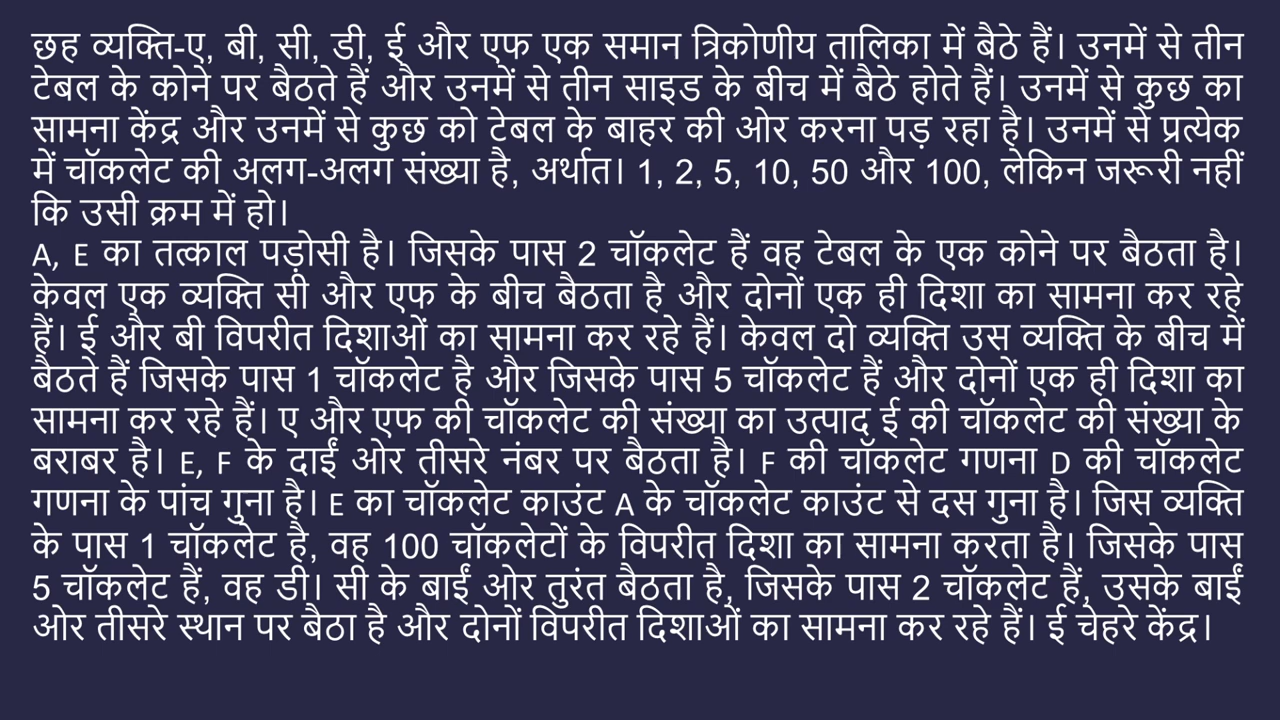 छह व्यक्ति-ए, बी, सी, डी, ई और एफ एक समान त्रिकोणीय तालिका में बैठे हैं। उनमें से तीन
टेबल के कोने पर बैठते हैं और उनमें से तीन साइड के बीच में बैठे होते हैं। उनमें से कुछ का
सामना केंद्र और उनमें से कुछ को टेबल के बाहर की ओर करना पड़ रहा है। उनमें से प्रत्येक
में चॉकलेट की अलग-अलग संख्या है, अर्थात। 1, 2, 5, 10, 50 और 100, लेकिन जरूरी नहीं
कि उसी क्रम में हो।
A, E का तत्काल पड़ोसी है। जिसके पास 2 चॉकलेट हैं वह टेबल के एक कोने पर बैठता है।
केवल एक व्यक्ति सी और एफ के बीच बैठता है और दोनों एक ही दिशा का सामना कर रहे
हैं। ई और बी विपरीत दिशाओं का सामना कर रहे हैं। केवल दो व्यक्ति उस व्यक्ति के बीच में
बैठते हैं जिसके पास 1 चॉकलेट है और जिसके पास 5 चॉकलेट हैं और दोनों एक ही दिशा का
सामना कर रहे हैं। ए और एफ की चॉकलेट की संख्या का उत्पाद ई की चॉकलेट की संख्या के
बराबर है। E, F के दाईं ओर तीसरे नंबर पर बैठता है। F की चॉकलेट गणना D की चॉकलेट
गणना के पांच गुना है। E का चॉकलेट काउंट A के चॉकलेट काउंट से दस गुना है। जिस व्यक्ति
के पास 1 चॉकलेट है, वह 100 चॉकलेटों के विपरीत दिशा का सामना करता है। जिसके पास
5 चॉकलेट हैं, वह डी। सी के बाईं ओर तुरंत बैठता है, जिसके पास 2 चॉकलेट हैं, उसके बाईं
ओर तीसरे स्थान पर बैठा है और दोनों विपरीत दिशाओं का सामना कर रहे हैं। ई चेहरे केंद्र।